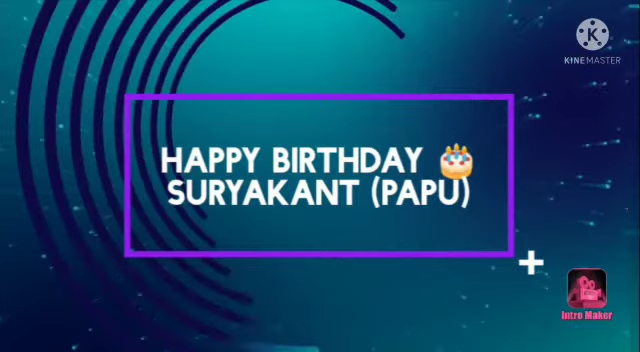 KINEMASTER
HAPPY BIRTHDAY 🎂
SURYAKANT (PAPU)
Intro Maker